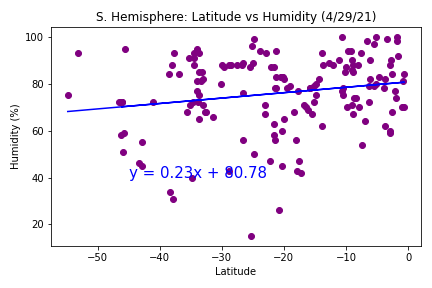 S. Hemisphere: Latitude vs Humidity (4/29/21)
100
80
60
40
20
Humidity (%)
y = 0.23x + 80.78
−50
−40
−30
−20
−10
0
Latitude